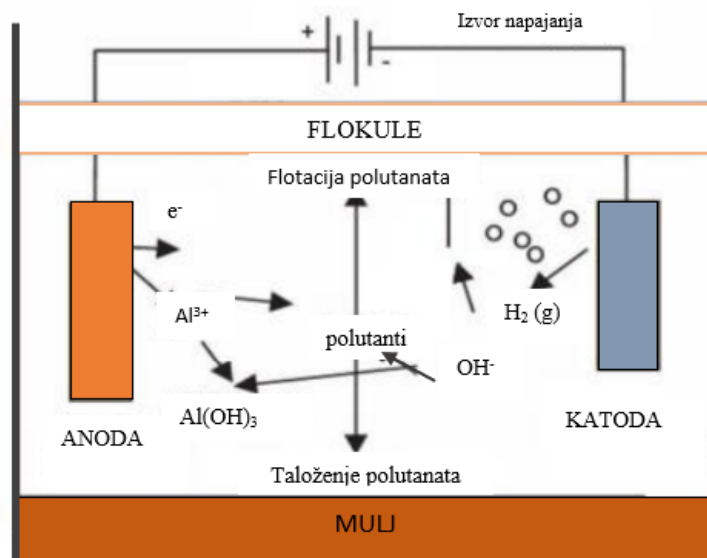 Izvor napajanja
+
-
FLOKULE
Flotacija polutanata
e⁻
Al³⁺
H₂ (g)
polutanti
OH⁻
Al(OH)₃
ANODA
KATODA
Taloženje polutanata
MULJ